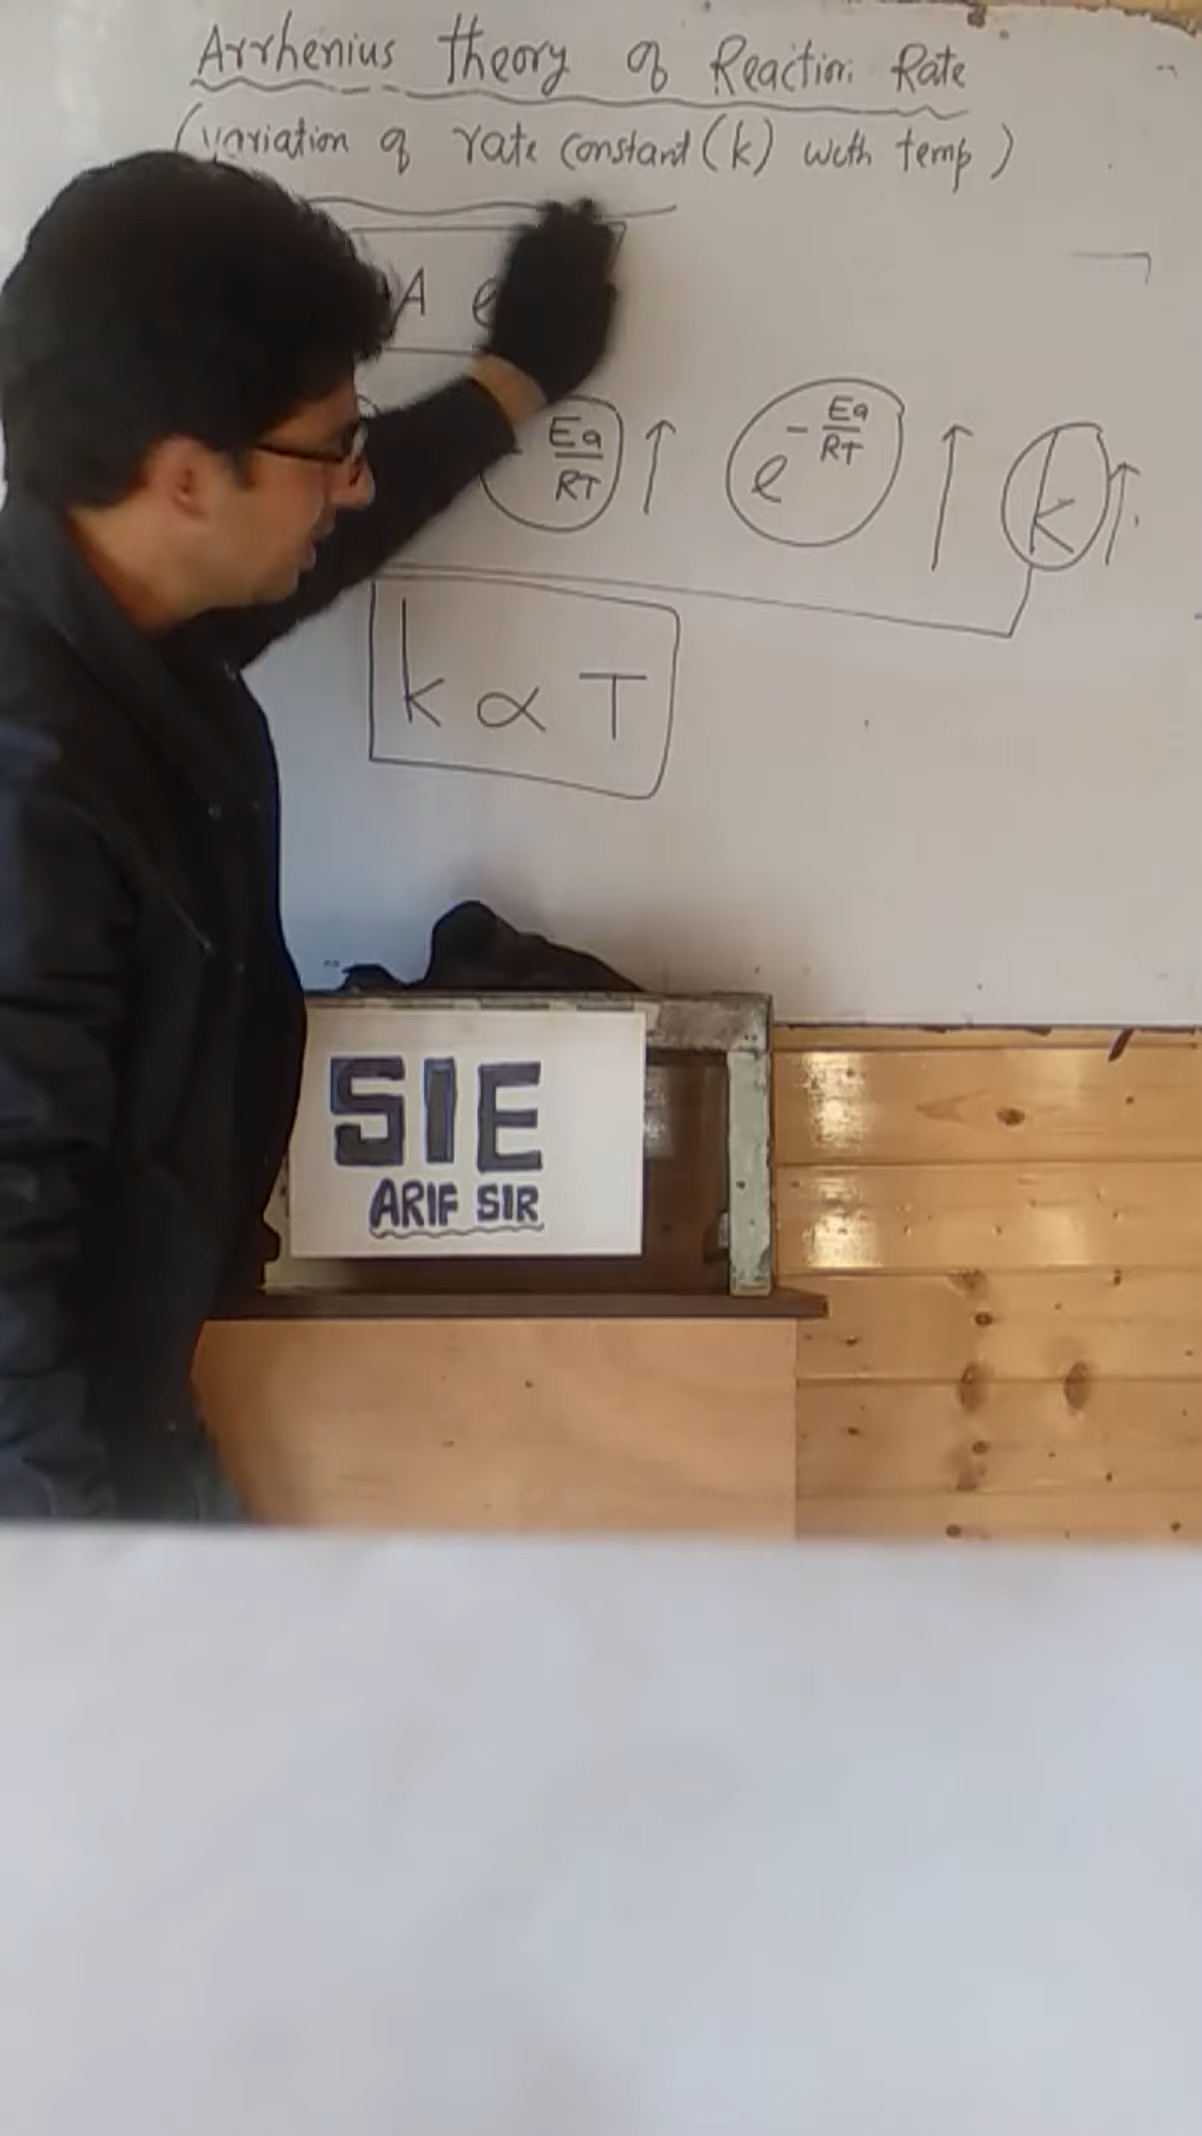 Arrhenius theory of Reaction Rate
(variation of rate constant (k) with temp)
A e
- Ea/RT ↑ e^-Ea/RT ↑ k ↑
k ∝ T
SIE
ARIF SIR